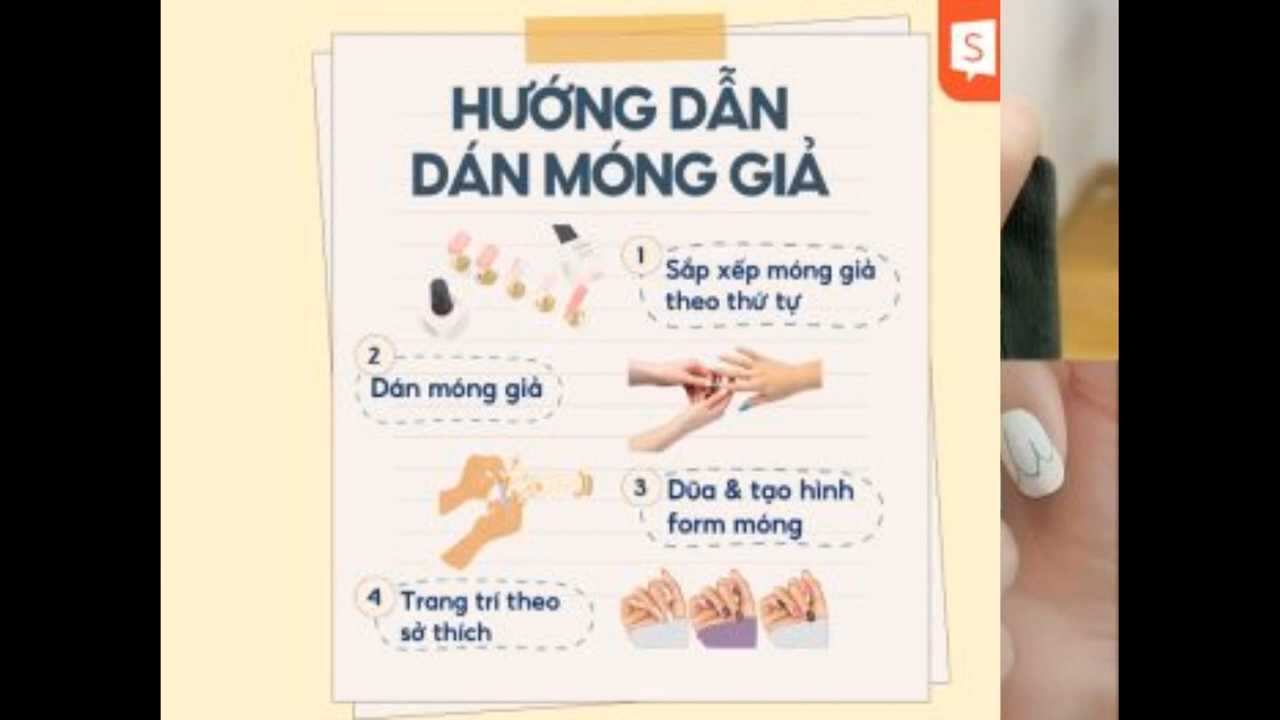 S
HƯỚNG DẪN
DÁN MÓNG GIẢ
1
Sắp xếp móng giả
theo thứ tự
2
Dán móng giả
3
Dũa & tạo hình
form móng
4
Trang trí theo
sở thích